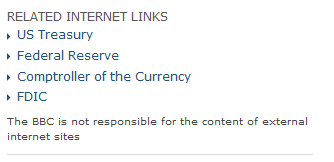 RELATED INTERNET LINKS
US Treasury
Federal Reserve
Comptroller of the Currency
FDIC
The BBC is not responsible for the content of external
internet sites